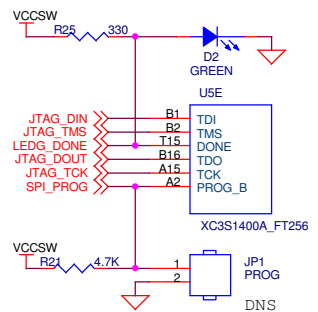 VCCSW
R25 330
D2
GREEN
U5E
JTAG_DIN B1 TDI
JTAG_TMS B2 TMS
LEDG_DONE T15 DONE
JTAG_DOUT B16 TDO
JTAG_TCK A15 TCK
SPI_PROG A2 PROG_B
XC3S1400A_FT256
VCCSW
R21 4.7K
1 JP1
2 PROG
DNS